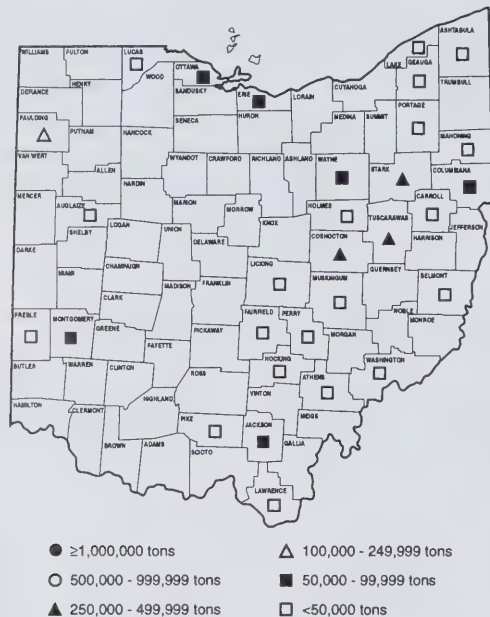 ASHTABULA
WILLIAMS
FULTON
LUCAS
OTTAWA
LAKE
GEAUGA
WOOD
CUYAHOGA
TRUMBULL
HENRY
SANDUSKY
ERIE
LORAIN
DEFIANCE
PORTAGE
PAULDING
SENECA
HURON
MEDINA
SUMMIT
PUTNAM
HANCOCK
MAHONING
VAN WERT
WYANDOT
CRAWFORD
RICHLAND
ASHLAND
WAYNE
STARK
COLUMBIANA
ALLEN
HARDIN
MERCER
MARION
CARROLL
AUGLAIZE
MORROW
HOLMES
TUSCARAWAS
LOGAN
KNOX
JEFFERSON
SHELBY
UNION
COSHOCTON
HARRISON
DARKE
DELAWARE
CHAMPAIGN
LICKING
GUERNSEY
MIAMI
MUSKINGUM
BELMONT
FRANKLIN
MADISON
CLARK
NOBLE
PREBLE
MONTGOMERY
FAIRFIELD
PERRY
MONROE
GREENE
PICKAWAY
MORGAN
FAYETTE
HOCKING
WASHINGTON
BUTLER
WARREN
CLINTON
ROSS
ATHENS
VINTON
HIGHLAND
HAMILTON
CLERMONT
PIKE
JACKSON
MEIGS
BROWN
ADAMS
SCIOTO
GALLIA
LAWRENCE
≥1,000,000 tons
100,000 - 249,999 tons
500,000 - 999,999 tons
50,000 - 99,999 tons
250,000 - 499,999 tons
<50,000 tons